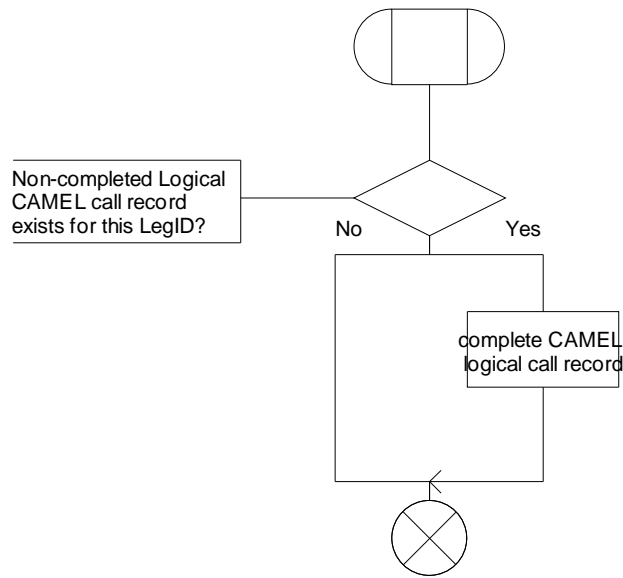 Non-completed Logical
CAMEL call record
exists for this LegID?
No
Yes
complete CAMEL
logical call record